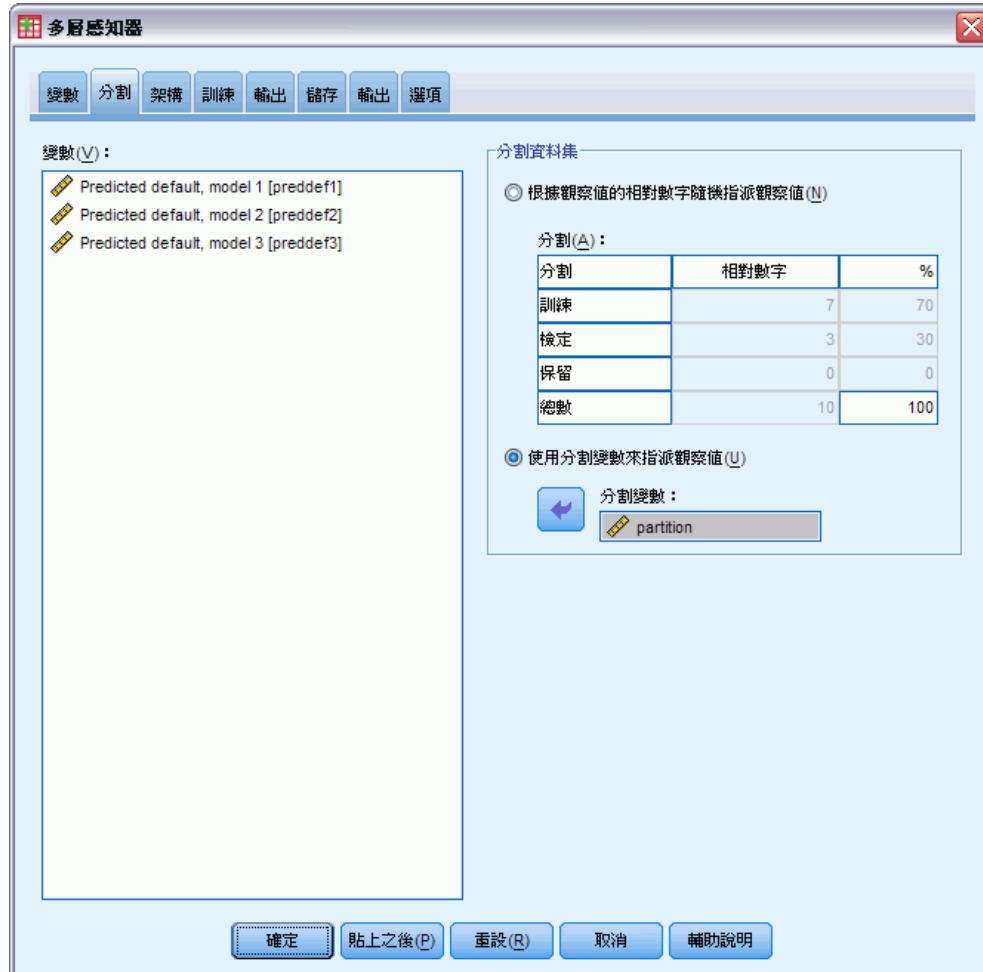 多層感知器
變數 分割 架構 訓練 輸出 儲存 輸出 選項
變數(V)：
Predicted default, model 1 [preddef1]
Predicted default, model 2 [preddef2]
Predicted default, model 3 [preddef3]
分割資料集
根據觀察值的相對數字隨機指派觀察值(N)
分割(A)：
分割 相對數字 %
訓練 7 70
檢定 3 30
保留 0 0
總數 10 100
使用分割變數來指派觀察值(U)
分割變數：
partition
確定 貼上之後(P) 重設(R) 取消 輔助說明